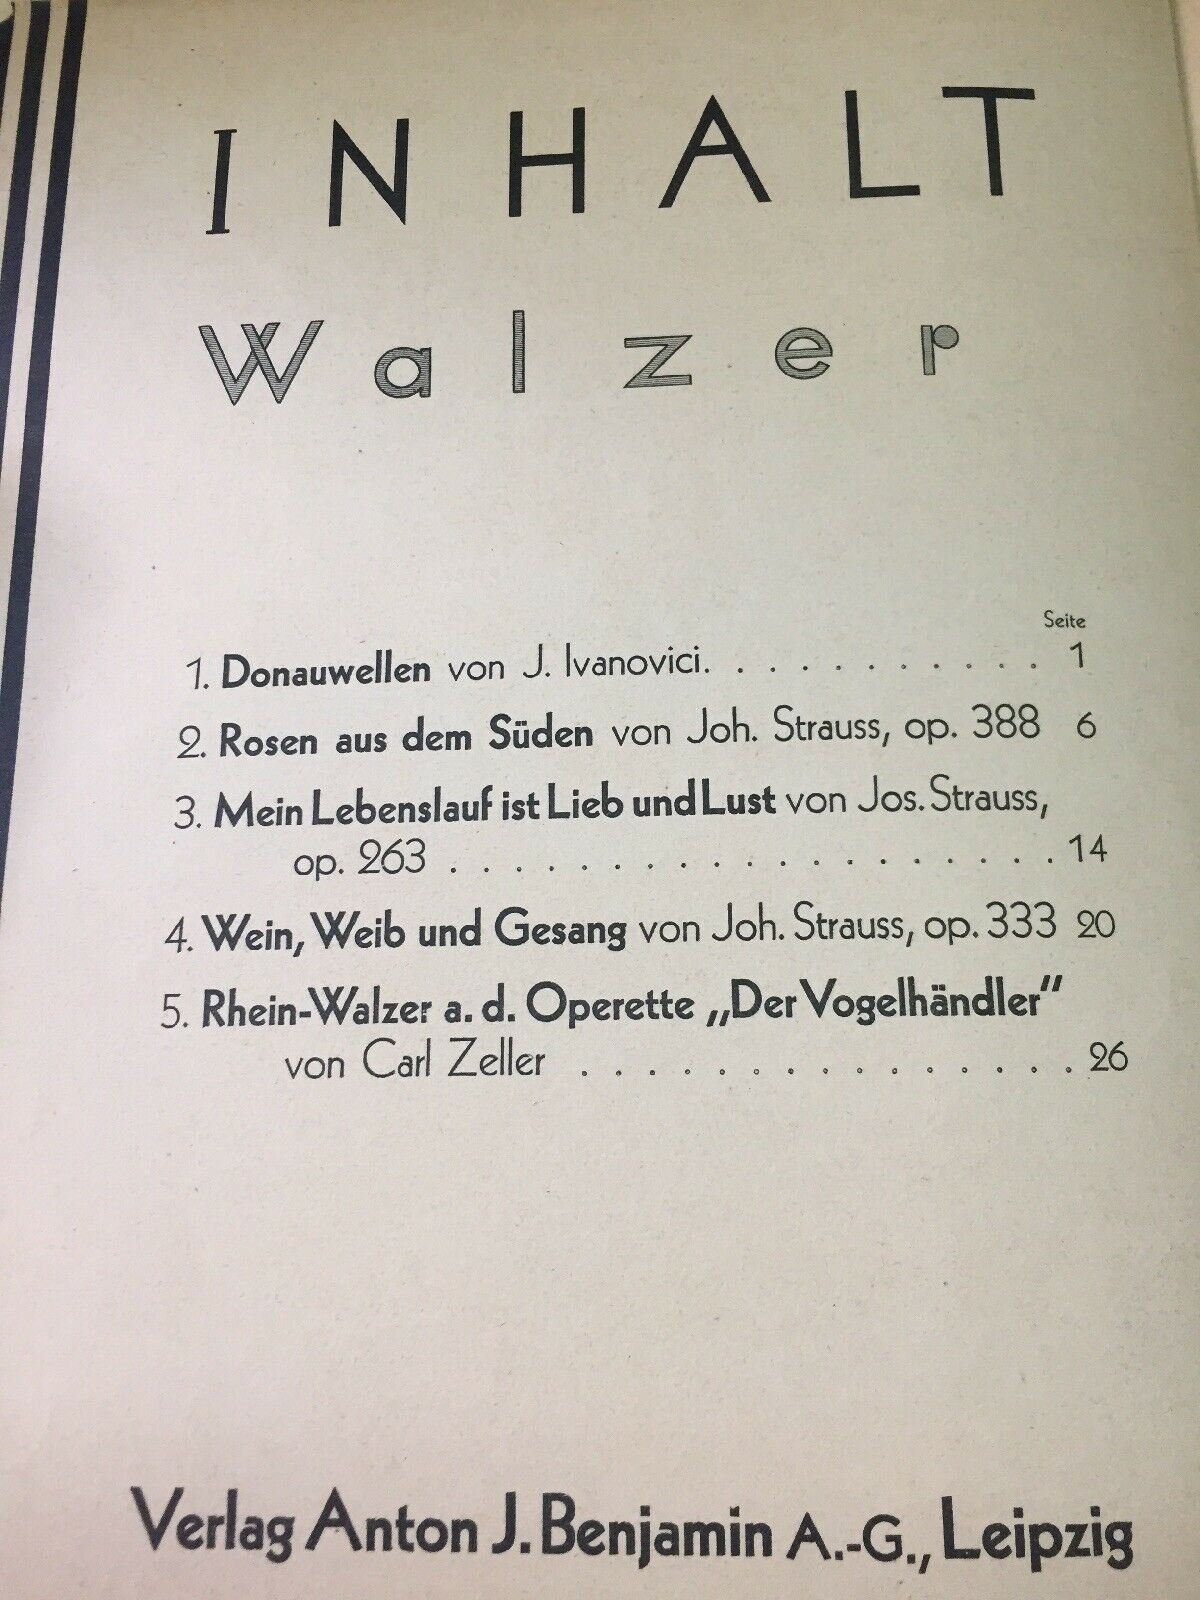 INHALT
Walzer
Seite
1. Donauwellen von J. Ivanovici. . . . . . . . . . . 1
2. Rosen aus dem Süden von Joh. Strauss, op. 388 6
3. Mein Lebenslauf ist Lieb und Lust von Jos. Strauss,
op. 263 . . . . . . . . . . . . . . . . . . 14
4. Wein, Weib und Gesang von Joh. Strauss, op. 333 20
5. Rhein-Walzer a. d. Operette „Der Vogelhändler"
von Carl Zeller . . . . . . . . . . . . . . . 26
Verlag Anton J. Benjamin A.-G., Leipzig